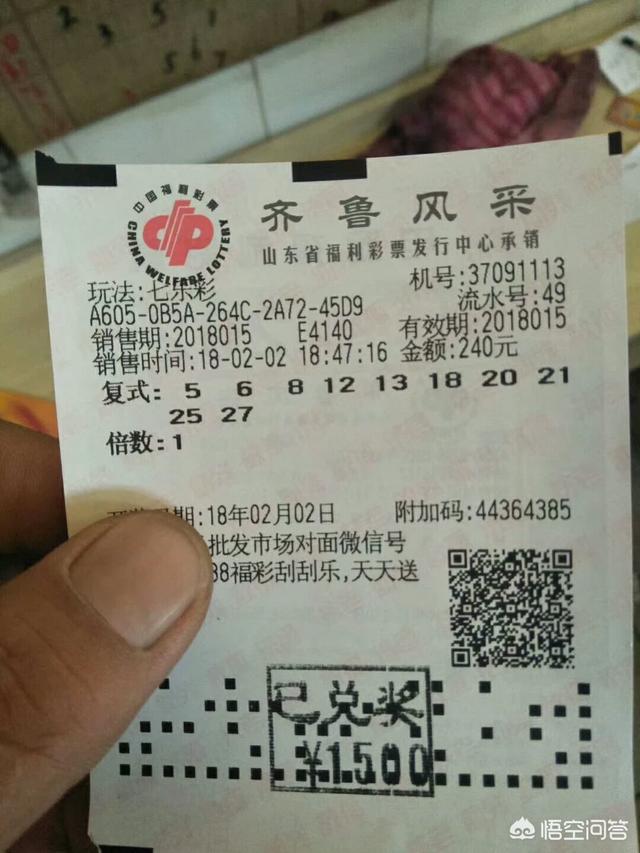 中国福利彩票
CHINA WELFARE LOTTERY
齐鲁风采
山东省福利彩票发行中心承销
玩法:七乐彩 机号:37091113
A605-0B5A-264C-2A72-45D9 流水号:49
销售期:2018015 E4140 有效期:2018015
销售时间:18-02-02 18:47:16 金额:240元
复式: 5 6 8 12 13 18 20 21
25 27
倍数:1
期:18年02月02日 附加码:44364385
批发市场对面微信号
38福彩刮刮乐,天天送
已兑奖
¥1500
悟空问答